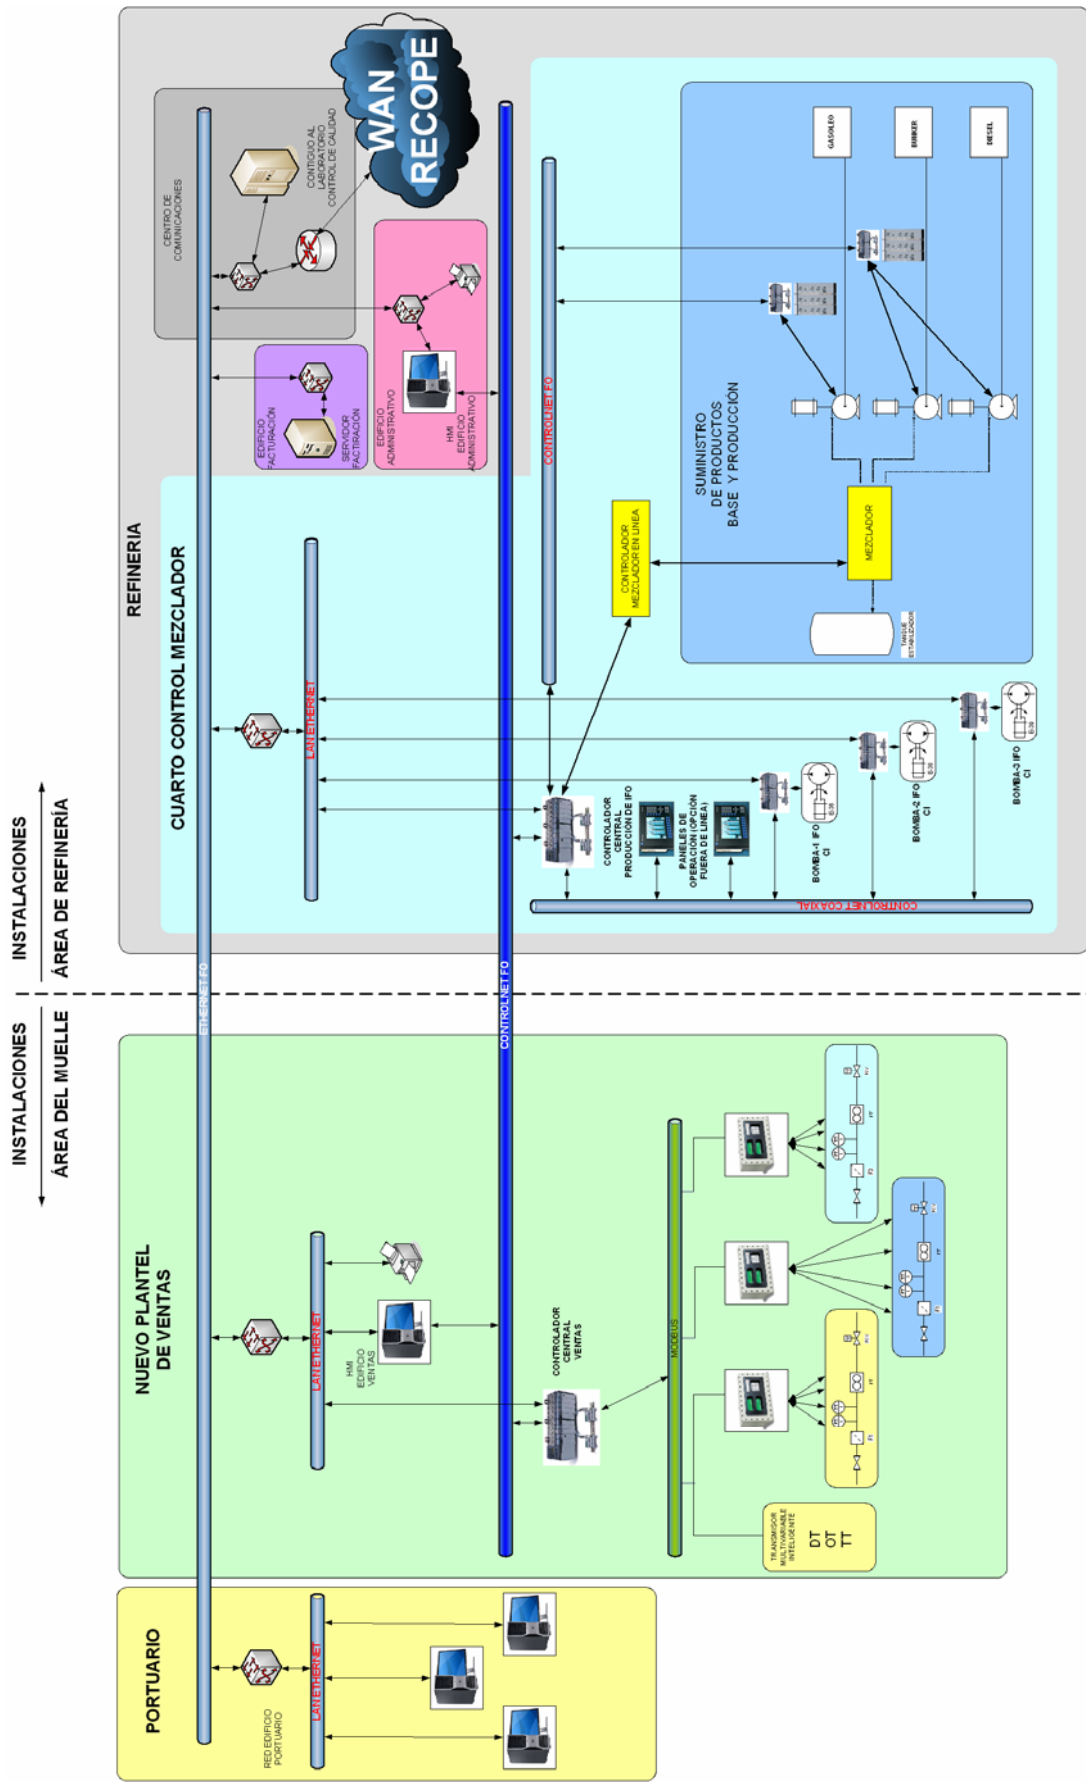 INSTALACIONES
ÁREA DEL MUELLE
INSTALACIONES
ÁREA DE REFINERÍA
PORTUARIO
RED EDIFICIO
PORTUARIO
LAN ETHERNET
NUEVO PLANTEL
DE VENTAS
LAN ETHERNET
HMI
EDIFICIO
VENTAS
CONTROLADOR
CENTRAL
VENTAS
MODBUS
TRANSMISOR
MULTIVARIABLE
INTELIGENTE
DT
OT
TT
ETHERNET FO
CONTROLNET FO
REFINERIA
CUARTO CONTROL MEZCLADOR
LAN ETHERNET
CONTROLADOR
CENTRAL
PRODUCCIÓN DE IFO
PANELES DE
OPERACIÓN (OPCIÓN
FUERA DE LINEA)
BOMBA-1 IFO
CI
BOMBA-2 IFO
CI
BOMBA-3 IFO
CI
CONTROLNET COAXIAL
CONTROLNET FO
CONTROLADOR
MEZCLADOR EN LINEA
EDIFICIO
FACTURACIÓN
SERVIDOR
FACTIRACIÓN
CENTRO DE
COMUNICACIONES
CONTIGUO AL
LABORATORIO
CONTROL DE CALIDAD
EDIFICIO
ADMINISTRATIVO
HMI
EDIFICIO
ADMINISTRATIVO
WAN
RECOPE
SUMINISTRO
DE PRODUCTOS
BASE Y PRODUCCIÓN
TANQUE
ESTABILIZADOR
MEZCLADOR
GASOLEO
BUNKER
DIESEL